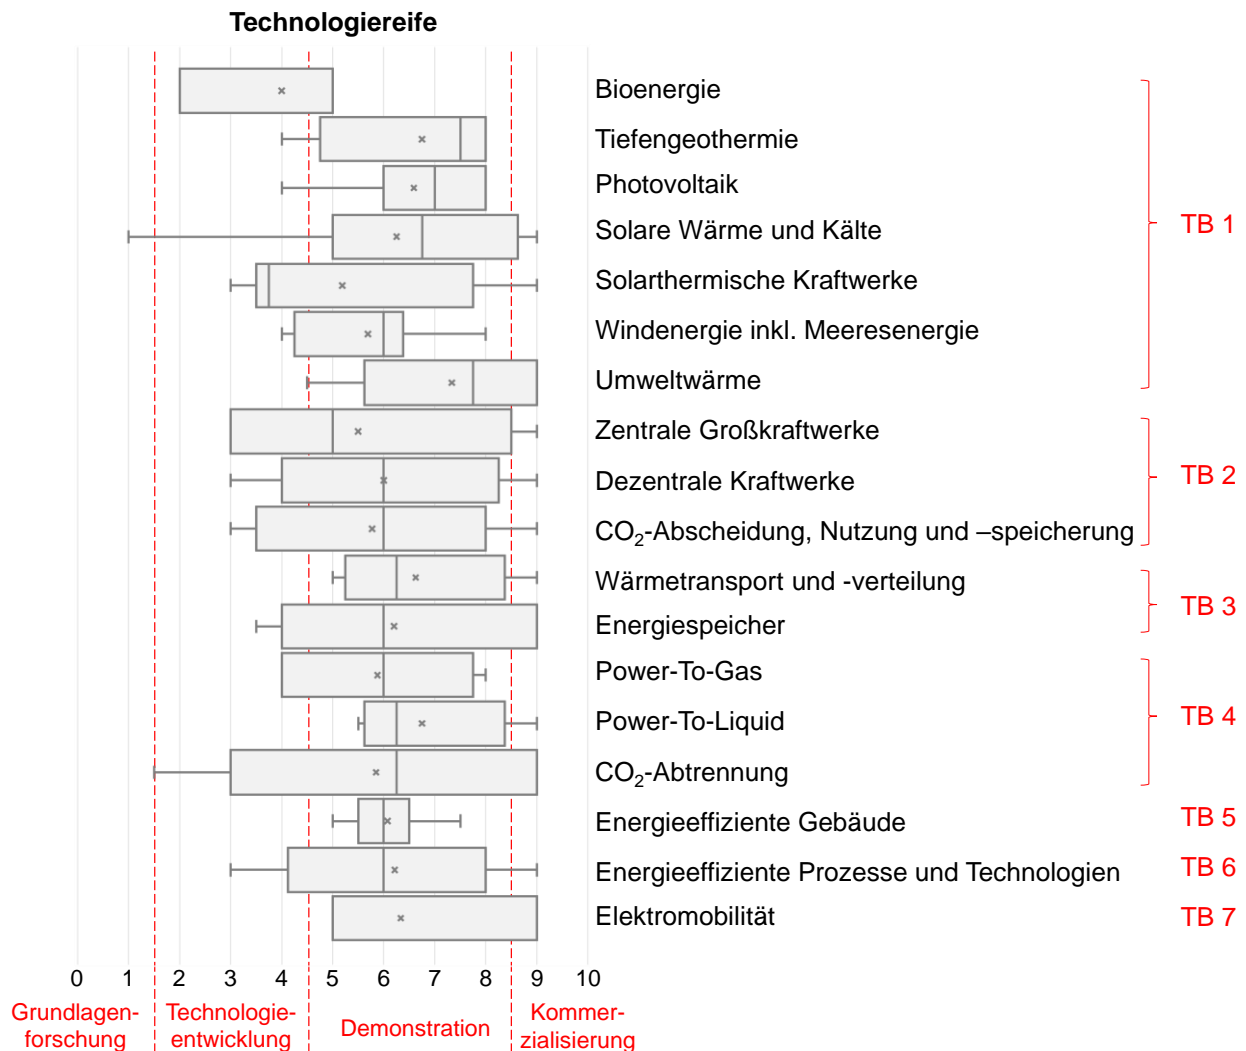 Technologiereife
Bioenergie
Tiefengeothermie
Photovoltaik
Solare Wärme und Kälte
TB 1
Solarthermische Kraftwerke
Windenergie inkl. Meeresenergie
Umweltwärme
Zentrale Großkraftwerke
Dezentrale Kraftwerke
TB 2
CO2-Abscheidung, Nutzung und –speicherung
Wärmetransport und -verteilung
TB 3
Energiespeicher
Power-To-Gas
Power-To-Liquid
TB 4
CO2-Abtrennung
Energieeffiziente Gebäude
TB 5
Energieeffiziente Prozesse und Technologien
TB 6
Elektromobilität
TB 7
0 1 2 3 4 5 6 7 8 9 10
Grundlagen-
forschung
Technologie-
entwicklung
Demonstration
Kommer-
zialisierung